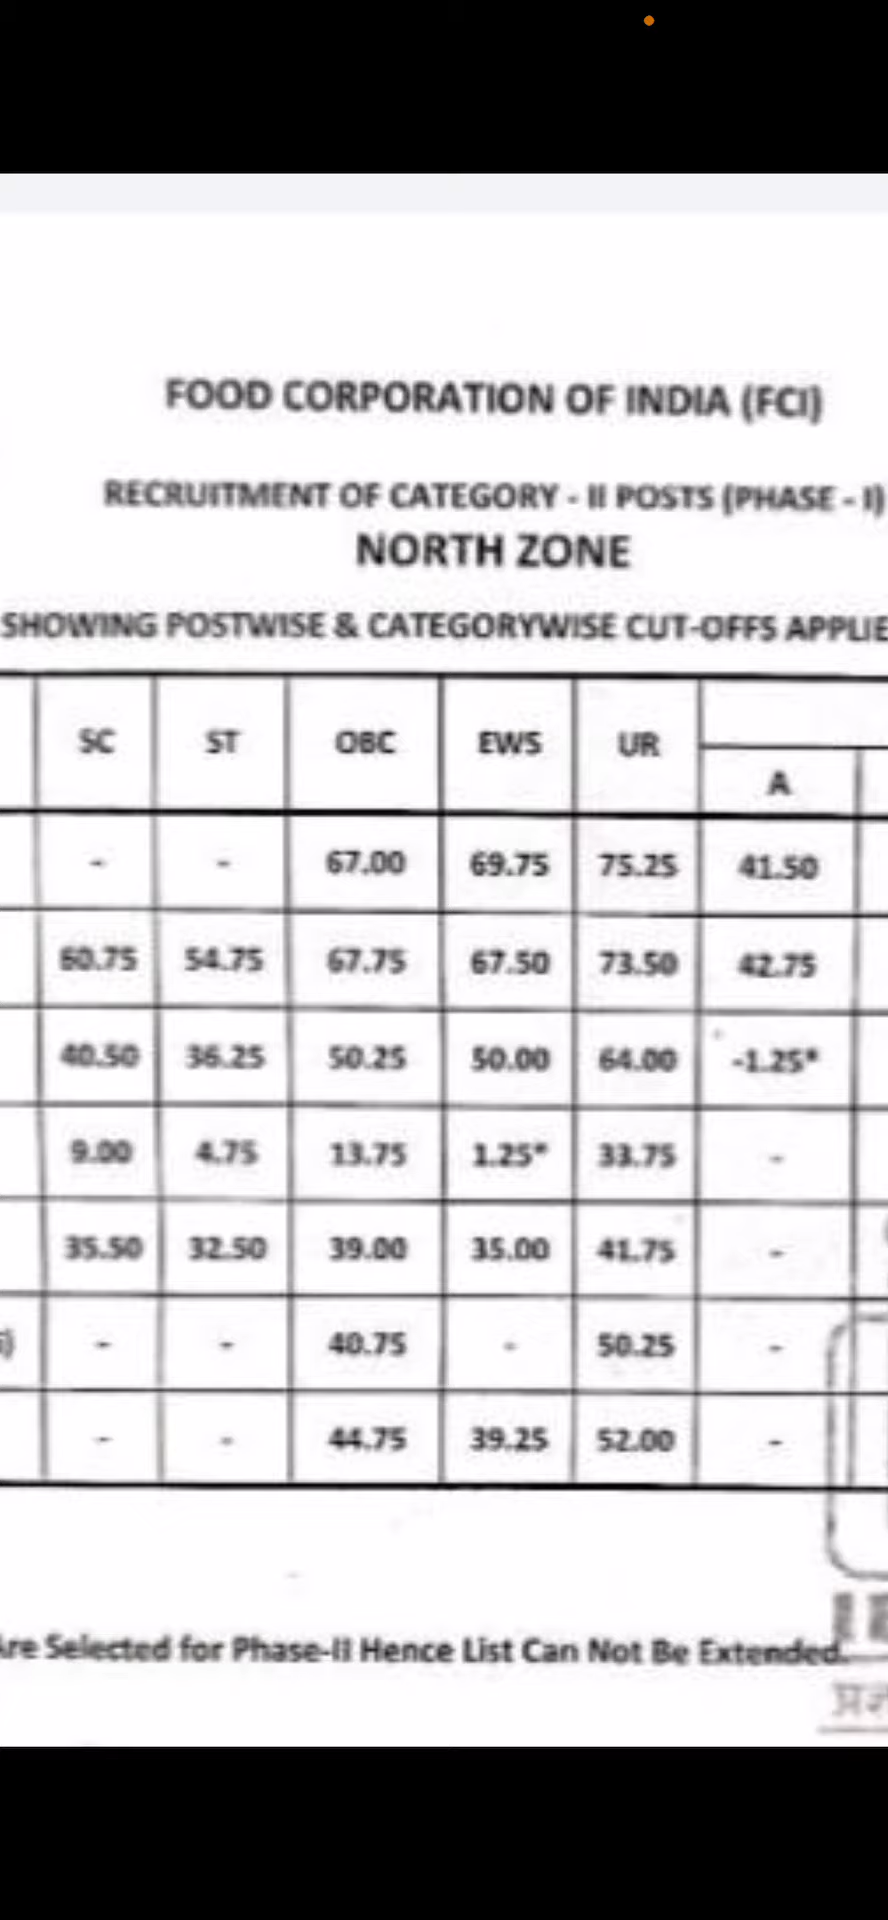 FOOD CORPORATION OF INDIA (FCI)
RECRUITMENT OF CATEGORY - II POSTS (PHASE - I)
NORTH ZONE
SHOWING POSTWISE & CATEGORYWISE CUT-OFFS APPLIE
SC ST OBC EWS UR
A
- - 67.00 69.75 75.25 41.50
60.75 54.75 67.75 67.50 73.50 42.75
40.50 36.25 50.25 50.00 64.00 -1.25*
9.00 4.75 13.75 1.25* 33.75 -
35.50 32.50 39.00 35.00 41.75 -
) - - 40.75 - 50.25 -
- - 44.75 39.25 52.00 -
Are Selected for Phase-II Hence List Can Not Be Extended.